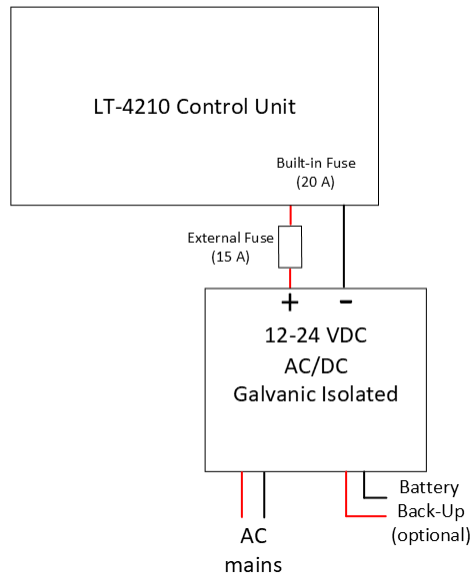 LT-4210 Control Unit
Built-in Fuse
(20 A)
External Fuse
(15 A)
+ -
12-24 VDC
AC/DC
Galvanic Isolated
Battery
Back-Up
(optional)
AC
mains